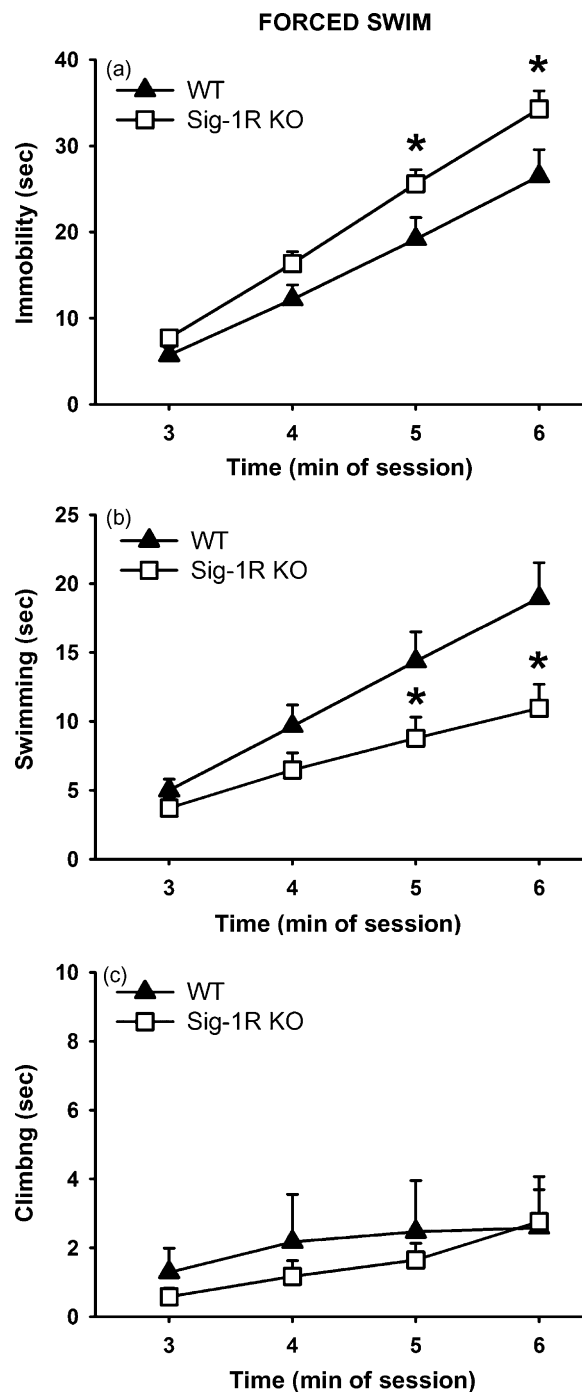 FORCED SWIM
(a)
WT
Sig-1R KO
*
*
40
30
20
10
0
Immobility (sec)
3 4 5 6
Time (min of session)
(b)
WT
Sig-1R KO
*
*
25
20
15
10
5
0
Swimming (sec)
3 4 5 6
Time (min of session)
(c)
WT
Sig-1R KO
10
8
6
4
2
0
Climbng (sec)
3 4 5 6
Time (min of session)